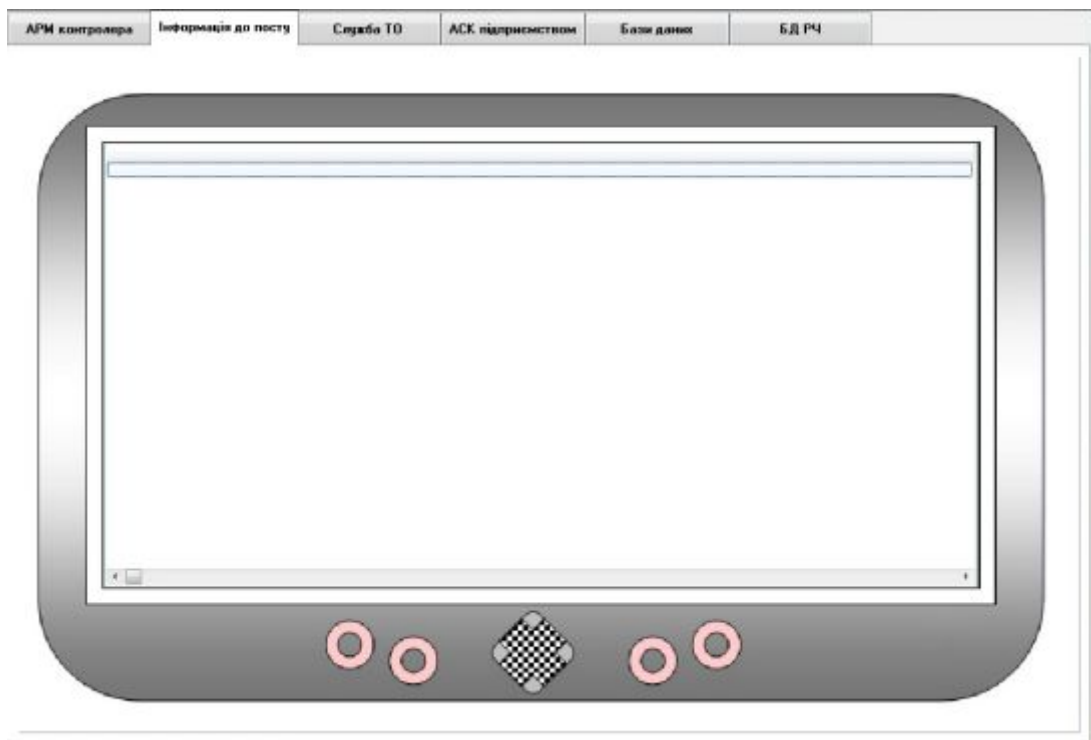 АРМ контролера
Інформація до посту
Служба ТО
АСК підприємством
Бази даних
БД РЧ